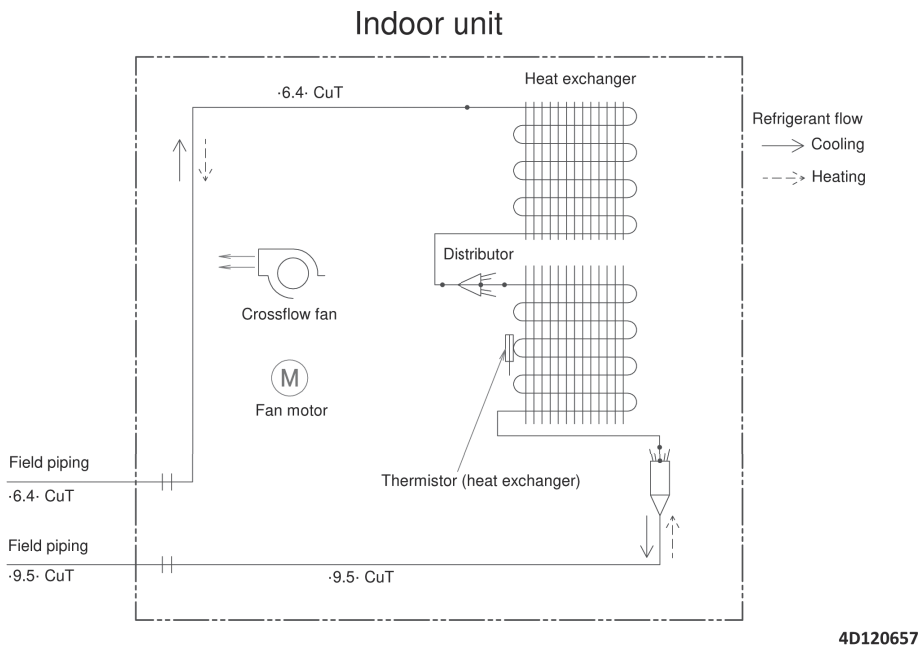 Indoor unit
Heat exchanger
·6.4· CuT
Refrigerant flow
Cooling
Heating
Distributor
Crossflow fan
M
Fan motor
Field piping
·6.4· CuT
Thermistor (heat exchanger)
Field piping
·9.5· CuT
·9.5· CuT
4D120657